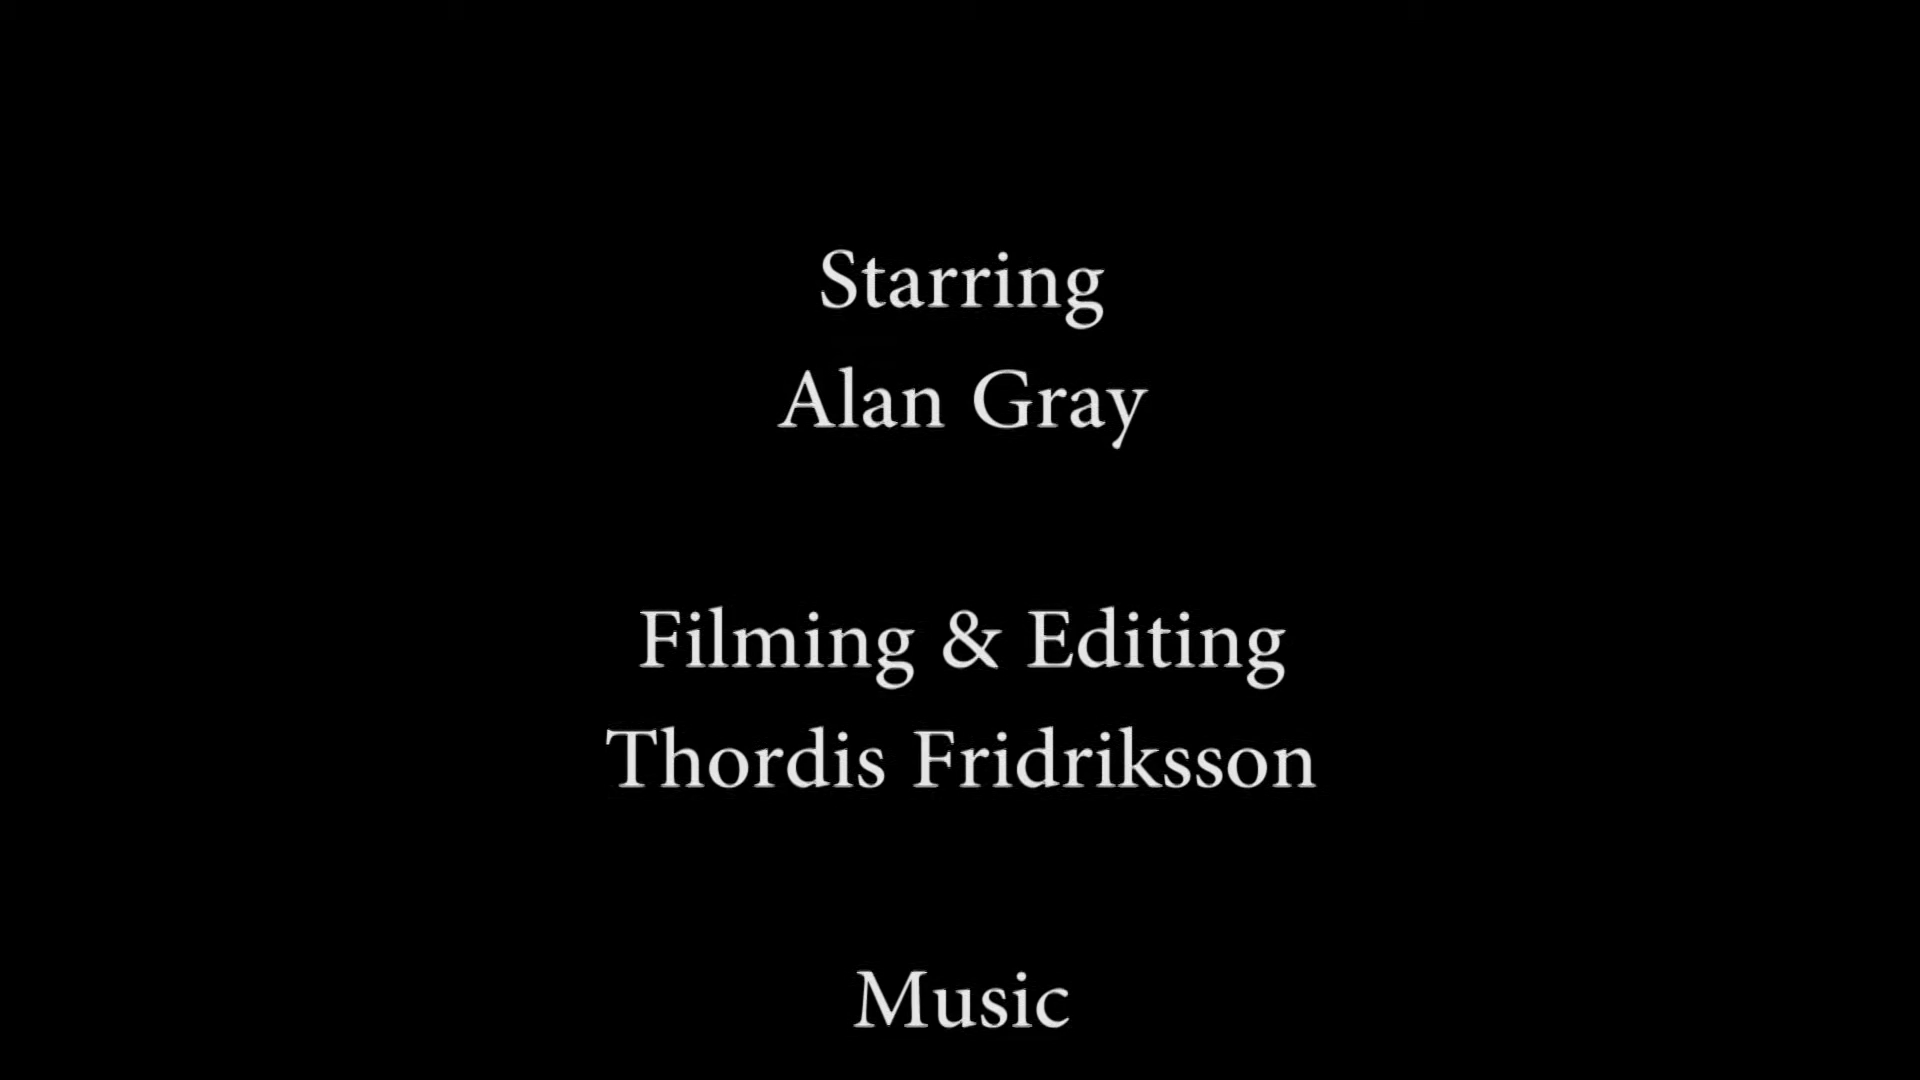 Starring
Alan Gray
Filming & Editing
Thordis Fridriksson
Music